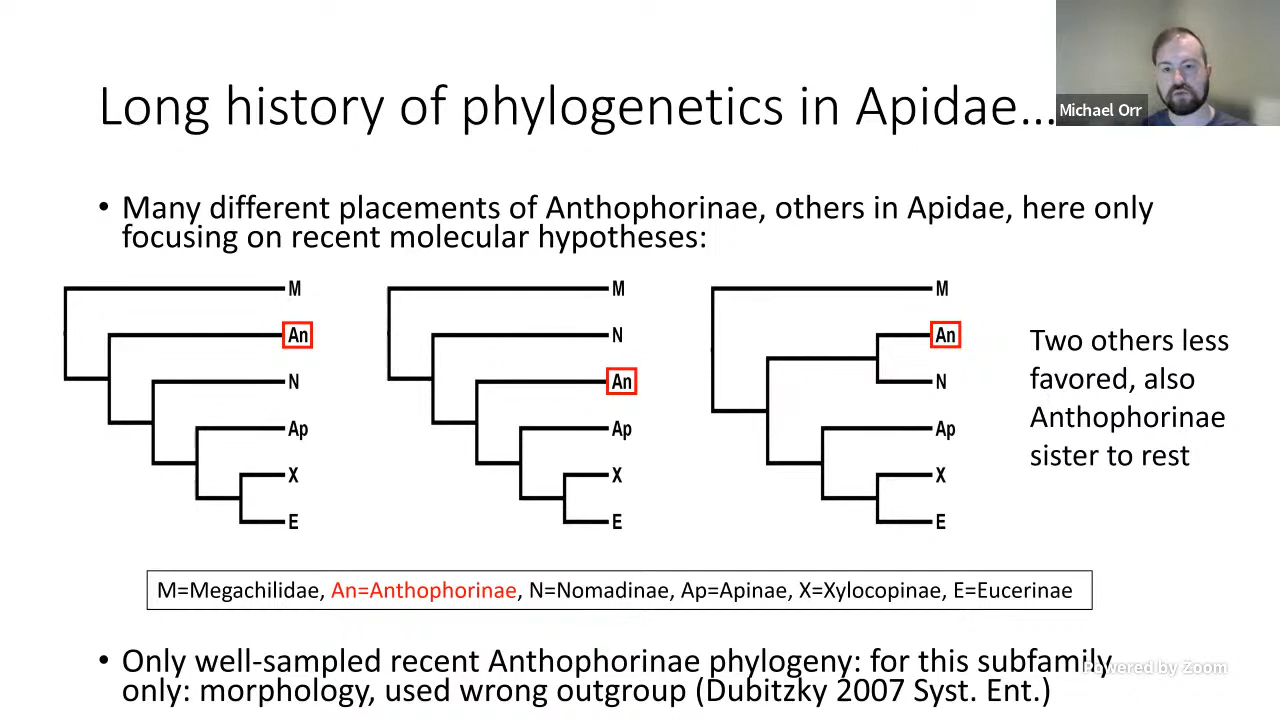 Michael Orr
Long history of phylogenetics in Apidae...
• Many different placements of Anthophorinae, others in Apidae, here only
focusing on recent molecular hypotheses:
M
An
N
Ap
X
E
M
N
An
Ap
X
E
M
An
N
Ap
X
E
Two others less
favored, also
Anthophorinae
sister to rest
M=Megachilidae, An=Anthophorinae, N=Nomadinae, Ap=Apinae, X=Xylocopinae, E=Eucerinae
• Only well-sampled recent Anthophorinae phylogeny: for this subfamily
only: morphology, used wrong outgroup (Dubitzky 2007 Syst. Ent.)
Powered by Zoom